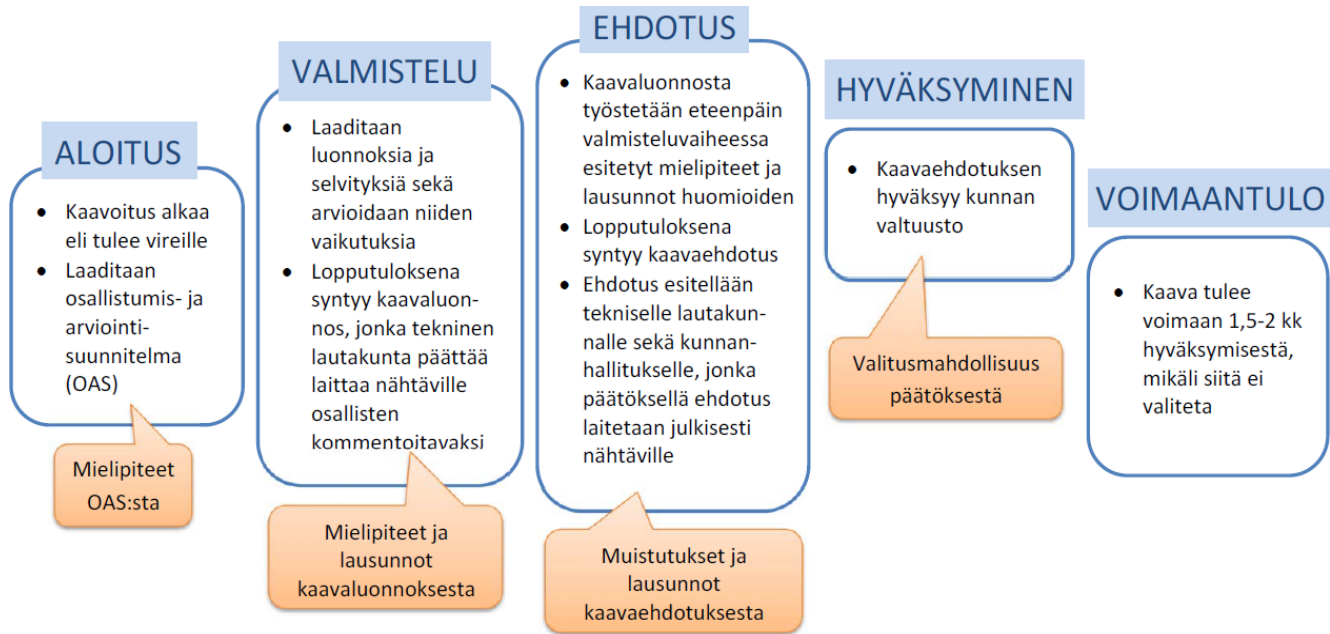 ALOITUS
• Kaavoitus alkaa
eli tulee vireille
• Laaditaan
osallistumis- ja
arviointi-
suunnitelma
(OAS)
Mielipiteet
OAS:sta
VALMISTELU
• Laaditaan
luonnoksia ja
selvityksiä sekä
arvioidaan niiden
vaikutuksia
• Lopputuloksena
syntyy kaavaluon-
nos, jonka tekninen
lautakunta päättää
laittaa nähtäville
osallisten
kommentoitavaksi
Mielipiteet ja
lausunnot
kaavaluonnoksesta
EHDOTUS
• Kaavaluonnosta
työstetään eteenpäin
valmisteluvaiheessa
esitetyt mielipiteet ja
lausunnot huomioiden
• Lopputuloksena
syntyy kaavaehdotus
• Ehdotus esitellään
tekniselle lautakun-
nalle sekä kunnan-
hallitukselle, jonka
päätöksellä ehdotus
laitetaan julkisesti
nähtäville
Muistutukset ja
lausunnot
kaavaehdotuksesta
HYVÄKSYMINEN
• Kaavaehdotuksen
hyväksyy kunnan
valtuusto
Valitusmahdollisuus
päätöksestä
VOIMAANTULO
• Kaava tulee
voimaan 1,5-2 kk
hyväksymisestä,
mikäli siitä ei
valiteta